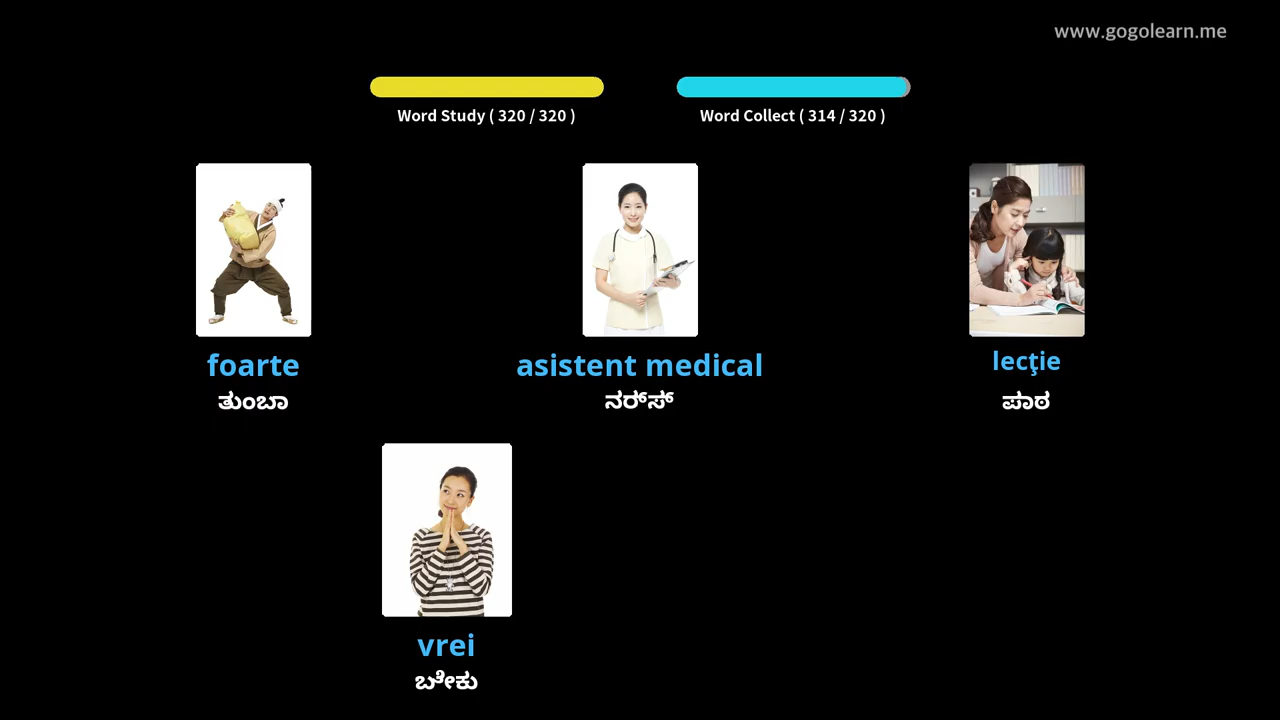 www.gogolearn.me
Word Study ( 320 / 320 )
Word Collect ( 314 / 320 )
foarte
ತುಂಬಾ
asistent medical
ನರ್ಸ್
lecţie
ಪಾಠ
vrei
ಬೇಕು